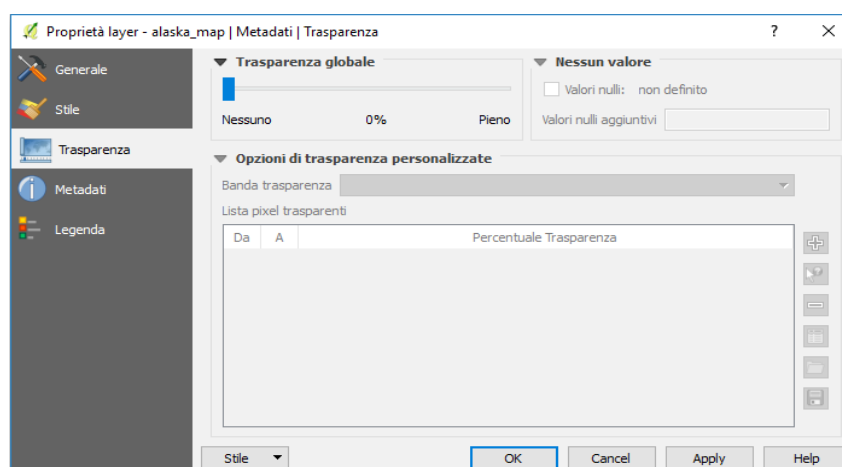 Proprietà layer - alaska_map | Metadati | Trasparenza ?
Generale
Stile
Trasparenza
Metadati
Legenda
Trasparenza globale
Nessuno 0% Pieno
Nessun valore
Valori nulli: non definito
Valori nulli aggiuntivi
Opzioni di trasparenza personalizzate
Banda trasparenza
Lista pixel trasparenti
Da A Percentuale Trasparenza
Stile OK Cancel Apply Help